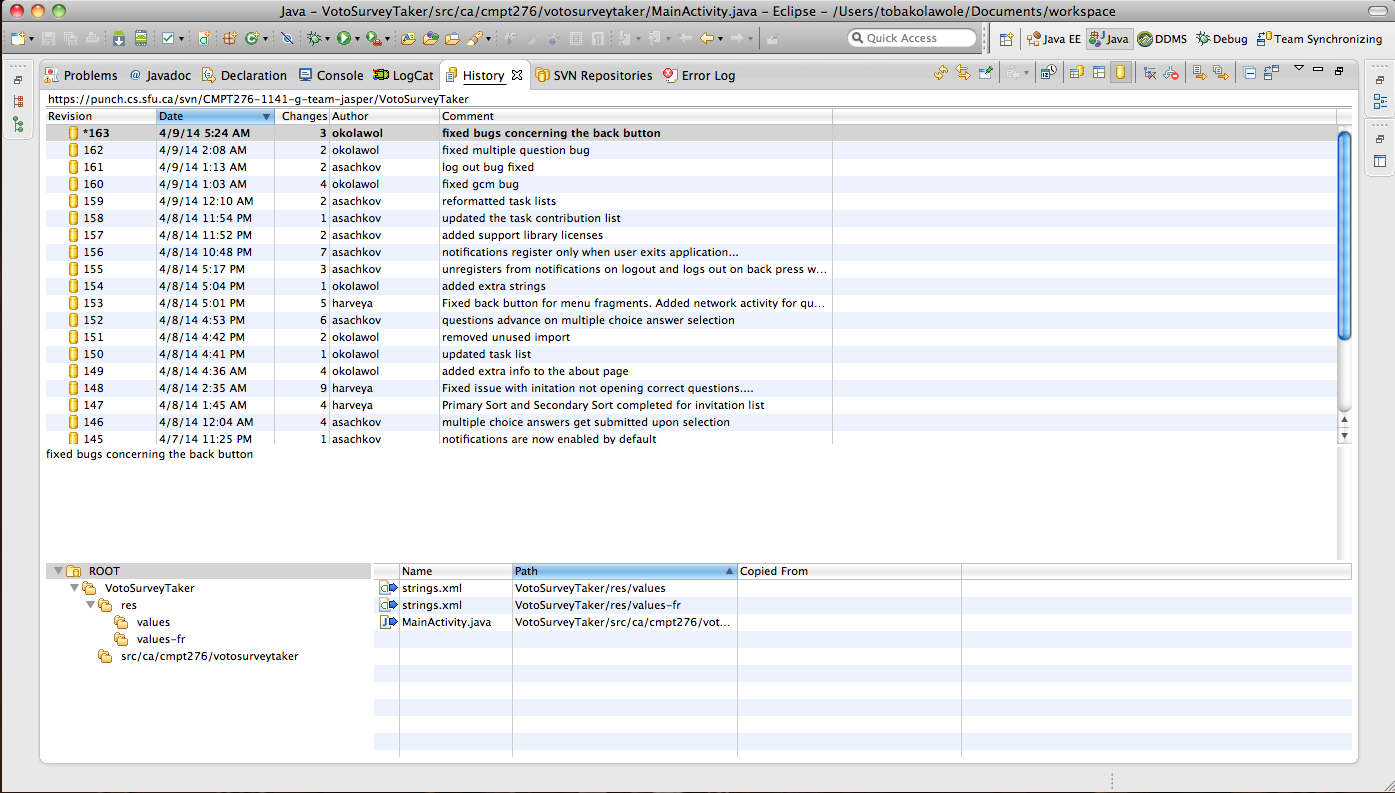 Java – VotoSurveyTaker/src/ca/cmpt276/votosurveytaker/MainActivity.java – Eclipse – /Users/tobakolawole/Documents/workspace
Quick Access Java EE Java DDMS Debug Team Synchronizing
Problems @ Javadoc Declaration Console LogCat History SVN Repositories Error Log
https://punch.cs.sfu.ca/svn/CMPT276-1141-g-team-jasper/VotoSurveyTaker
Revision Date Changes Author Comment
*163 4/9/14 5:24 AM 3 okolawol fixed bugs concerning the back button
162 4/9/14 2:08 AM 2 okolawol fixed multiple question bug
161 4/9/14 1:13 AM 2 asachkov log out bug fixed
160 4/9/14 1:03 AM 4 okolawol fixed gcm bug
159 4/9/14 12:10 AM 2 asachkov reformatted task lists
158 4/8/14 11:54 PM 1 asachkov updated the task contribution list
157 4/8/14 11:52 PM 2 asachkov added support library licenses
156 4/8/14 10:48 PM 7 asachkov notifications register only when user exits application...
155 4/8/14 5:17 PM 3 asachkov unregisters from notifications on logout and logs out on back press w...
154 4/8/14 5:04 PM 1 okolawol added extra strings
153 4/8/14 5:01 PM 5 harveya Fixed back button for menu fragments. Added network activity for qu...
152 4/8/14 4:53 PM 6 asachkov questions advance on multiple choice answer selection
151 4/8/14 4:42 PM 2 okolawol removed unused import
150 4/8/14 4:41 PM 1 okolawol updated task list
149 4/8/14 4:36 AM 4 okolawol added extra info to the about page
148 4/8/14 2:35 AM 9 harveya Fixed issue with initation not opening correct questions....
147 4/8/14 1:45 AM 4 harveya Primary Sort and Secondary Sort completed for invitation list
146 4/8/14 12:04 AM 4 asachkov multiple choice answers get submitted upon selection
145 4/7/14 11:25 PM 1 asachkov notifications are now enabled by default
fixed bugs concerning the back button
ROOT
VotoSurveyTaker
res
values
values-fr
src/ca/cmpt276/votosurveytaker
Name Path Copied From
strings.xml VotoSurveyTaker/res/values
strings.xml VotoSurveyTaker/res/values-fr
MainActivity.java VotoSurveyTaker/src/ca/cmpt276/vot...